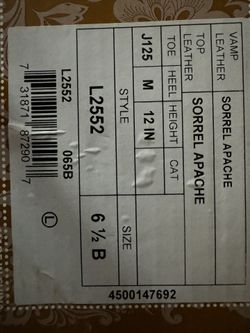 VAMP LEATHER SORREL APACHE
TOP LEATHER SORREL APACHE
TOE HEEL HEIGHT CAT
J125 M 12 IN
STYLE SIZE
L2552 6 ½ B
L2552 065B
7 31871 87290 7
L
4500147692